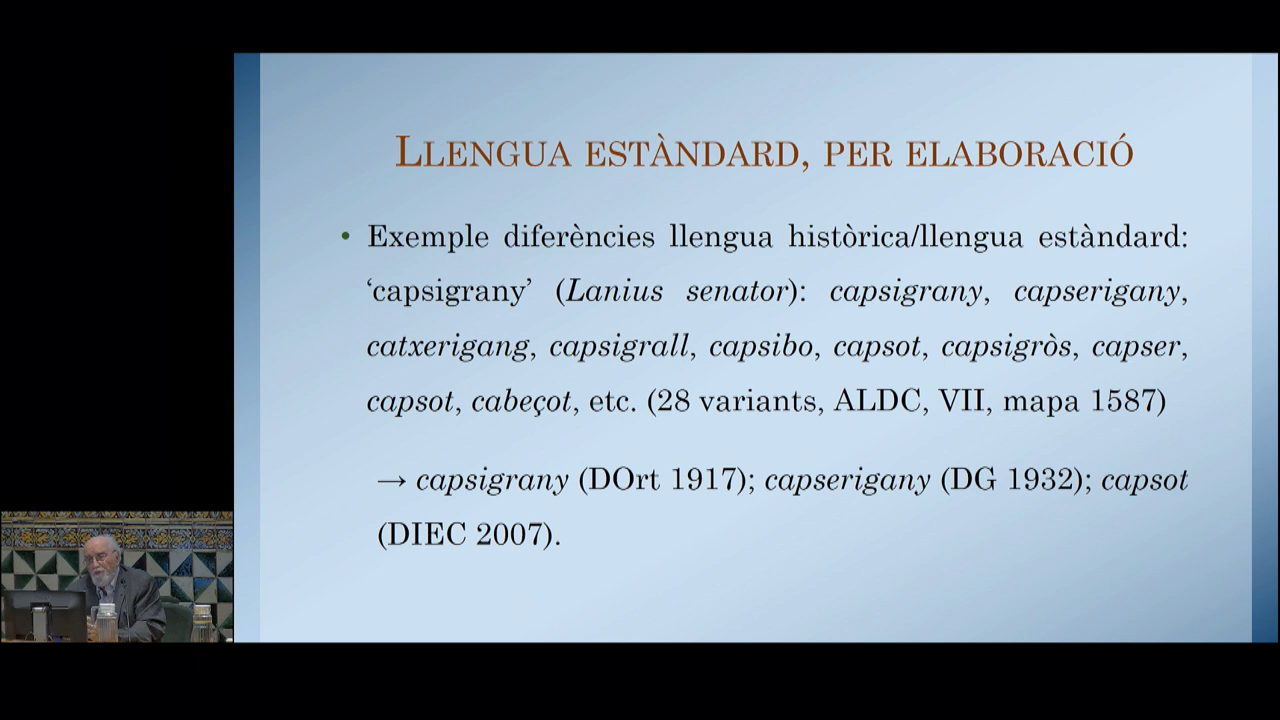 Llengua estàndard, per elaboració
• Exemple diferències llengua històrica/llengua estàndard:
‘capsigrany’ (Lanius senator): capsigrany, capserigany,
catxerigang, capsigrall, capsibo, capsot, capsigròs, capser,
capsot, cabeçot, etc. (28 variants, ALDC, VII, mapa 1587)
→ capsigrany (DOrt 1917); capserigany (DG 1932); capsot
(DIEC 2007).